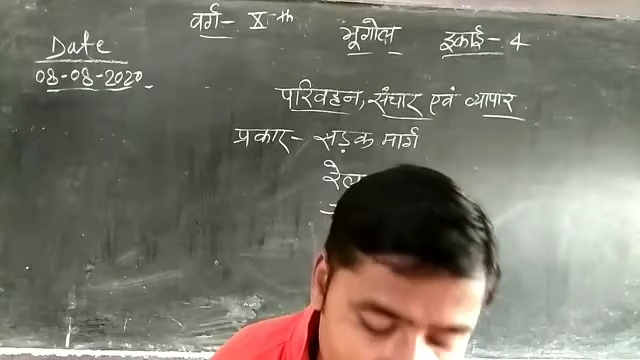 वर्ग- X th भूगोल इकाई- 4
Date
08-08-2020
परिवहन, संचार एवं व्यापार
प्रकार- सड़क मार्ग
रेल